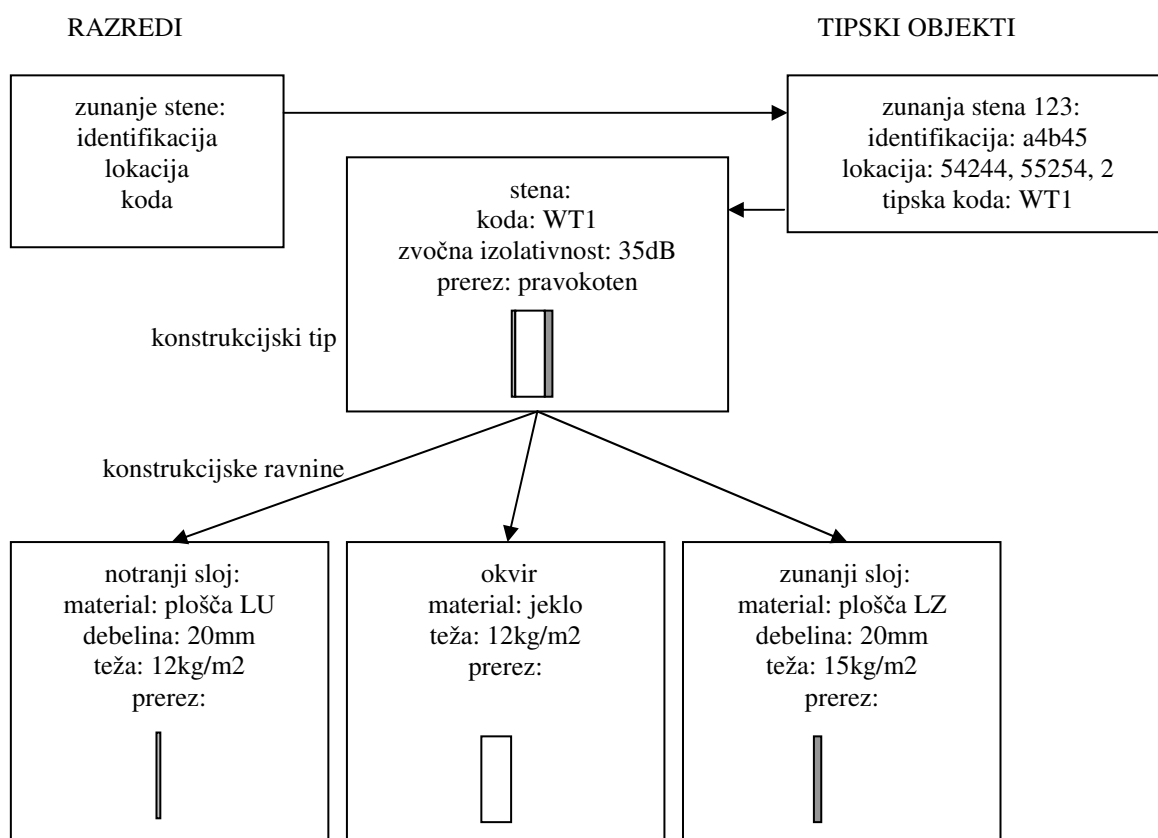 RAZREDI
TIPSKI OBJEKTI
zunanje stene:
identifikacija
lokacija
koda
zunanja stena 123:
identifikacija: a4b45
lokacija: 54244, 55254, 2
tipska koda: WT1
stena:
koda: WT1
zvočna izolativnost: 35dB
prerez: pravokoten
konstrukcijski tip
konstrukcijske ravnine
notranji sloj:
material: plošča LU
debelina: 20mm
teža: 12kg/m2
prerez:
okvir
material: jeklo
teža: 12kg/m2
prerez:
zunanji sloj:
material: plošča LZ
debelina: 20mm
teža: 15kg/m2
prerez: